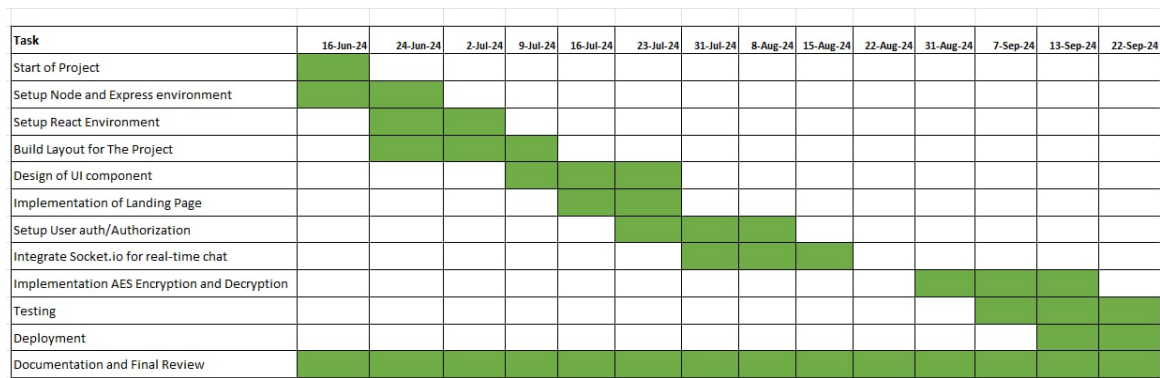 Task 16-Jun-24 24-Jun-24 2-Jul-24 9-Jul-24 16-Jul-24 23-Jul-24 31-Jul-24 8-Aug-24 15-Aug-24 22-Aug-24 31-Aug-24 7-Sep-24 13-Sep-24 22-Sep-24
Start of Project
Setup Node and Express environment
Setup React Environment
Build Layout for The Project
Design of UI component
Implementation of Landing Page
Setup User auth/Authorization
Integrate Socket.io for real-time chat
Implementation AES Encryption and Decryption
Testing
Deployment
Documentation and Final Review